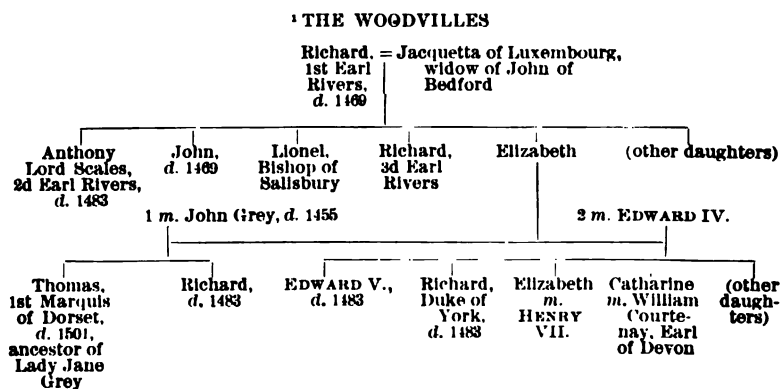 ¹ THE WOODVILLES
Richard, = Jacquetta of Luxembourg,
1st Earl widow of John of
Rivers, Bedford
d. 1469
Anthony
Lord Scales,
2d Earl Rivers,
d. 1483
John,
d. 1469
Lionel,
Bishop of
Salisbury
Richard,
3d Earl
Rivers
Elizabeth
(other daughters)
1 m. John Grey, d. 1455
2 m. EDWARD IV.
Thomas,
1st Marquis
of Dorset,
d. 1501,
ancestor of
Lady Jane
Grey
Richard,
d. 1483
EDWARD V.,
d. 1483
Richard,
Duke of
York,
d. 1483
Elizabeth
m.
HENRY
VII.
Catharine
m. William
Courte-
nay, Earl
of Devon
(other
daugh-
ters)